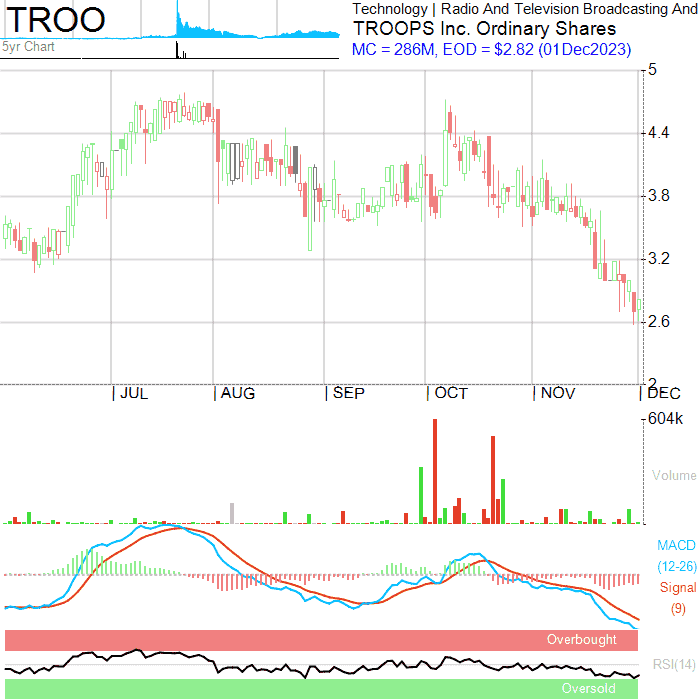 TROO
5yr Chart
Technology | Radio And Television Broadcasting And
TROOPS Inc. Ordinary Shares
MC = 286M, EOD = $2.82 (01Dec2023)
5
4.4
3.8
3.2
2.6
2
JUL AUG SEP OCT NOV DEC
604k
Volume
MACD
(12-26)
Signal
(9)
Overbought
RSI(14)
Oversold